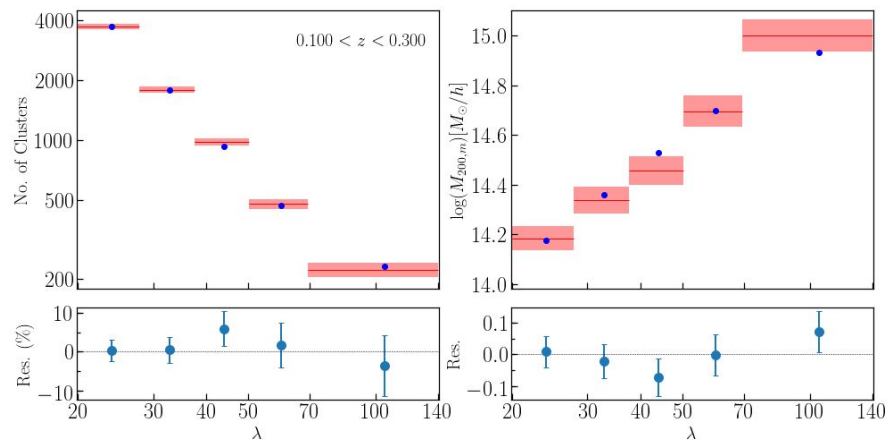 4000
2000
1000
500
200
No. of Clusters
0.100 < z < 0.300
15.0
14.8
14.6
14.4
14.2
14.0
log(M₂₀₀,ₘ)[M⊙/h]
10
0
−10
Res. (%)
20 30 40 50 70 100 140
λ
0.1
0.0
−0.1
Res.
20 30 40 50 70 100 140
λ